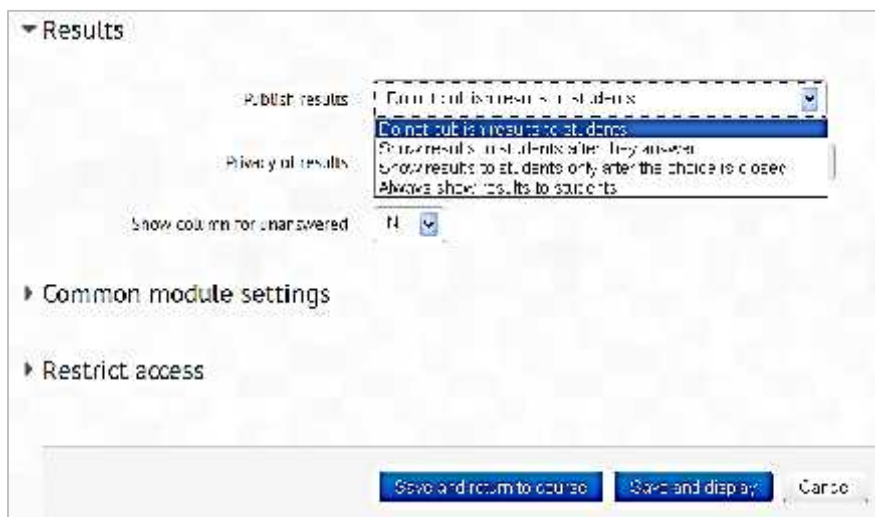 Results
Publish results
Do not publish results to students
Do not publish results to students
Show results to students after they answer
Show results to students only after the choice is closed
Always show results to students
Privacy of results
Show column for unanswered
Common module settings
Restrict access
Save and return to course
Save and display
Cancel